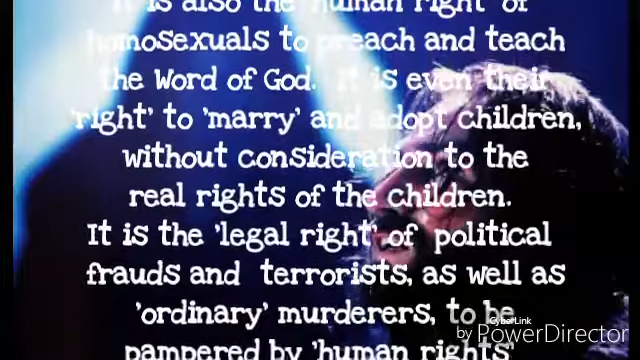 It is also the 'human right' of
homosexuals to preach and teach
the Word of God. It is even their
'right' to 'marry' and adopt children,
without consideration to the
real rights of the children.
It is the 'legal right' of political
frauds and terrorists, as well as
'ordinary' murderers, to be
pampered by 'human rights'
CyberLink
by PowerDirector